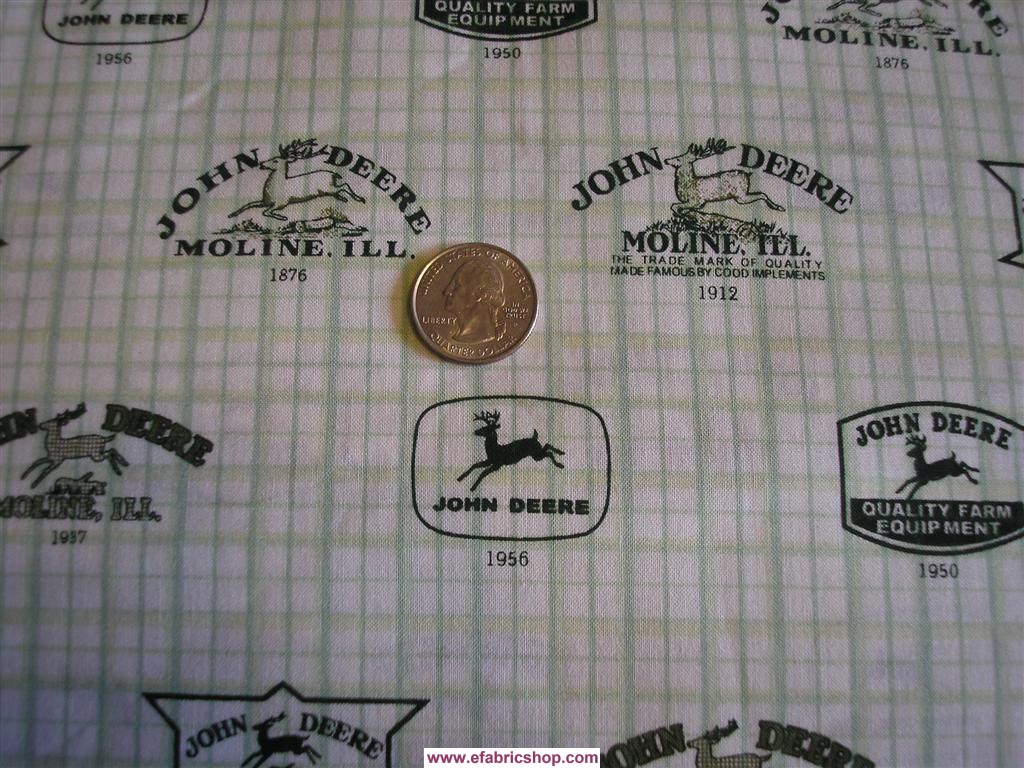 JOHN DEERE
1956
QUALITY FARM
EQUIPMENT
1950
MOLINE, ILL.
1876
JOHN DEERE
MOLINE, ILL.
1876
JOHN DEERE
MOLINE, ILL.
THE TRADE MARK OF QUALITY
MADE FAMOUS BY GOOD IMPLEMENTS
1912
UNITED STATES OF AMERICA
LIBERTY
IN
GOD WE
TRUST
QUARTER DOLLAR
HN DEERE
MOLINE, ILL.
1937
JOHN DEERE
1956
JOHN DEERE
QUALITY FARM
EQUIPMENT
1950
JOHN DEERE
OHN DEERE
www.efabricshop.com